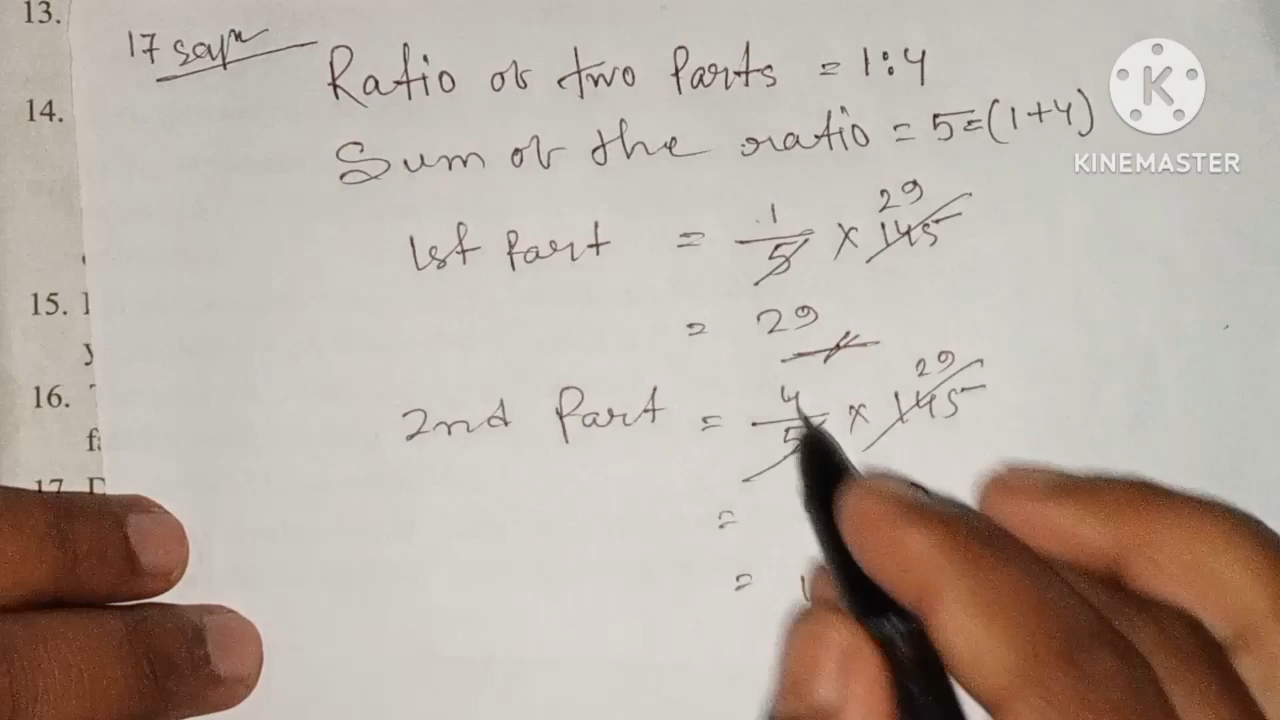 13.
14.
15.
16.
17.
17 soln
Ratio of two Parts = 1:4
Sum of the ratio = 5 = (1+4)
1st Part = 1/5 × 145 29
= 29
2nd Part = 4/5 × 145 29
=
=
KINEMASTER